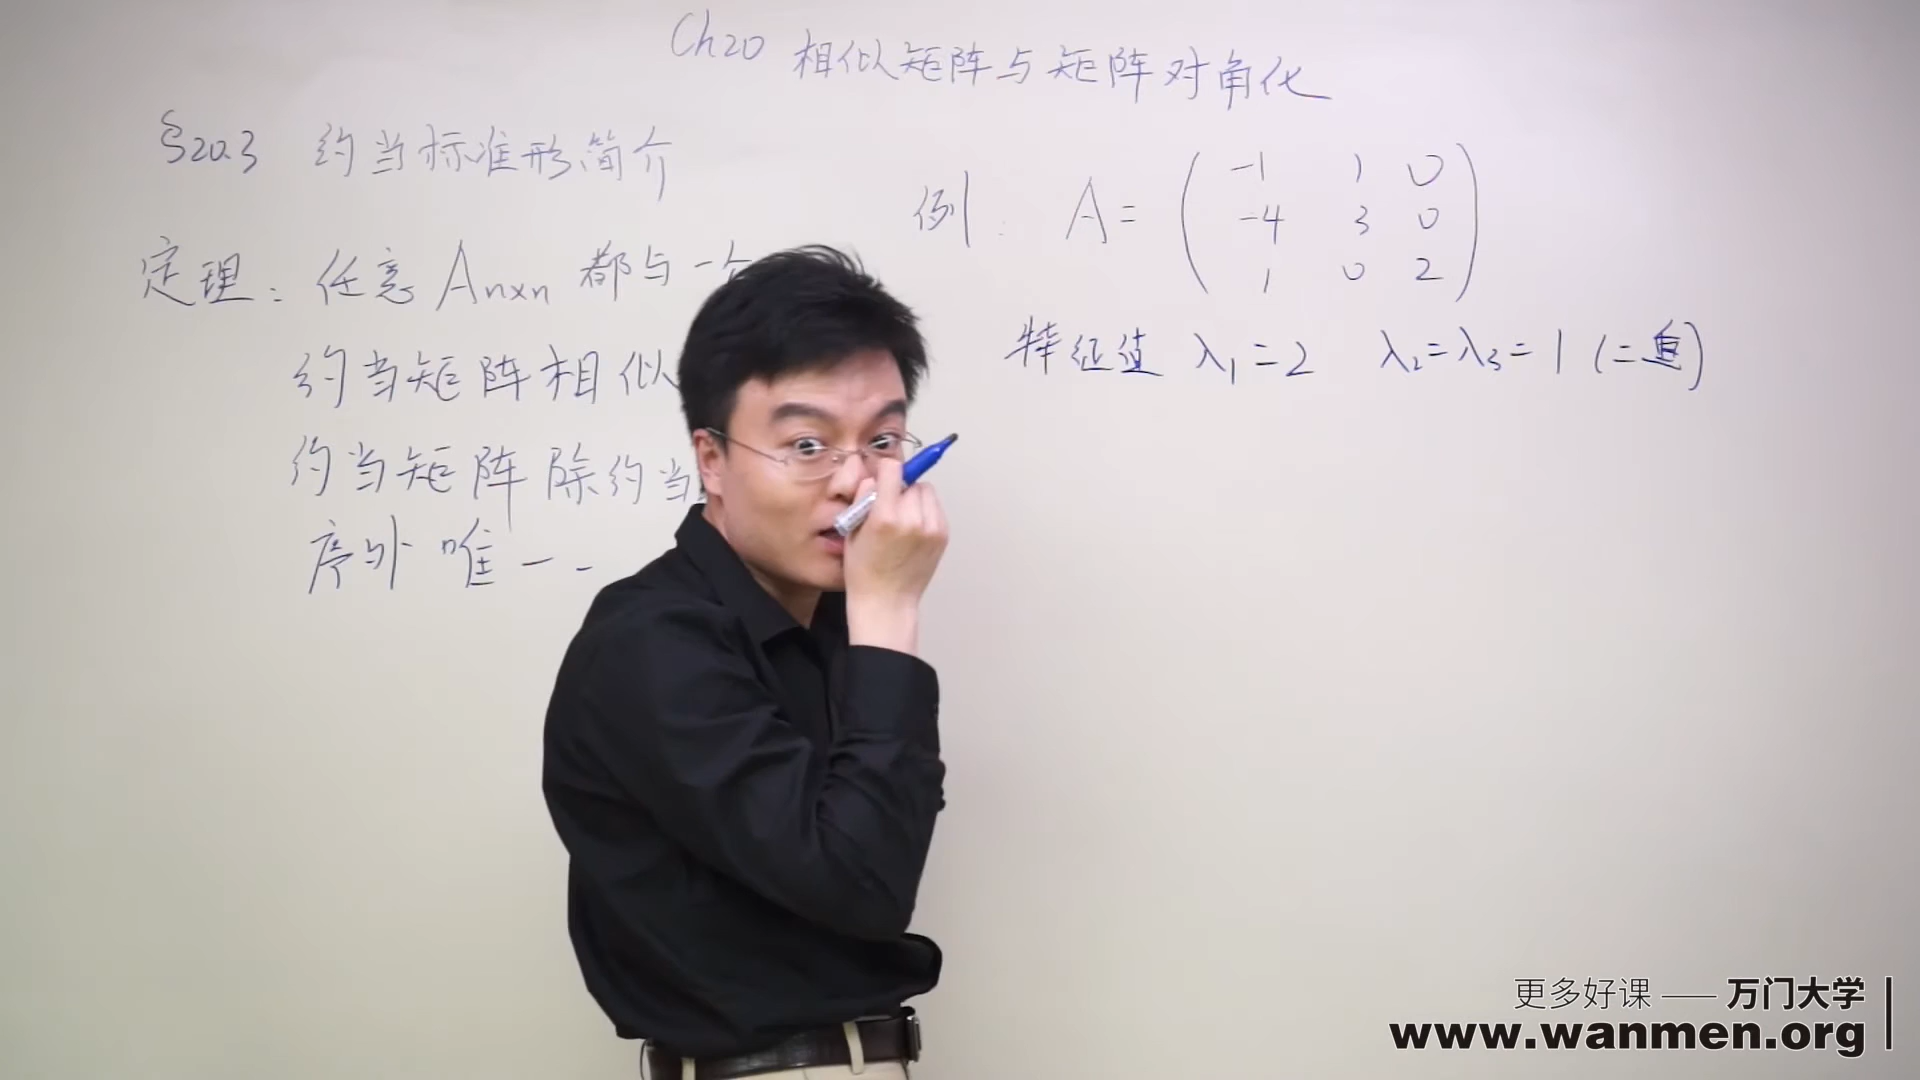 Ch20 相似矩阵与矩阵对角化
§20.3 约当标准形简介
定理：任意 Anxn 都与一个
约当矩阵相似
约当矩阵 除约当
序外 唯一.
例: A = ( -1 1 0
-4 3 0
1 0 2 )
特征值 λ₁=2 λ₂=λ₃=1 (二重)
更多好课 —— 万门大学
www.wanmen.org